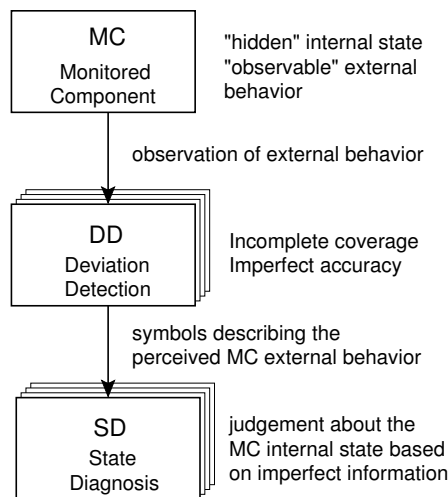 MC
Monitored
Component
"hidden" internal state
"observable" external
behavior
observation of external behavior
DD
Deviation
Detection
Incomplete coverage
Imperfect accuracy
symbols describing the
perceived MC external behavior
SD
State
Diagnosis
judgement about the
MC internal state based
on imperfect information